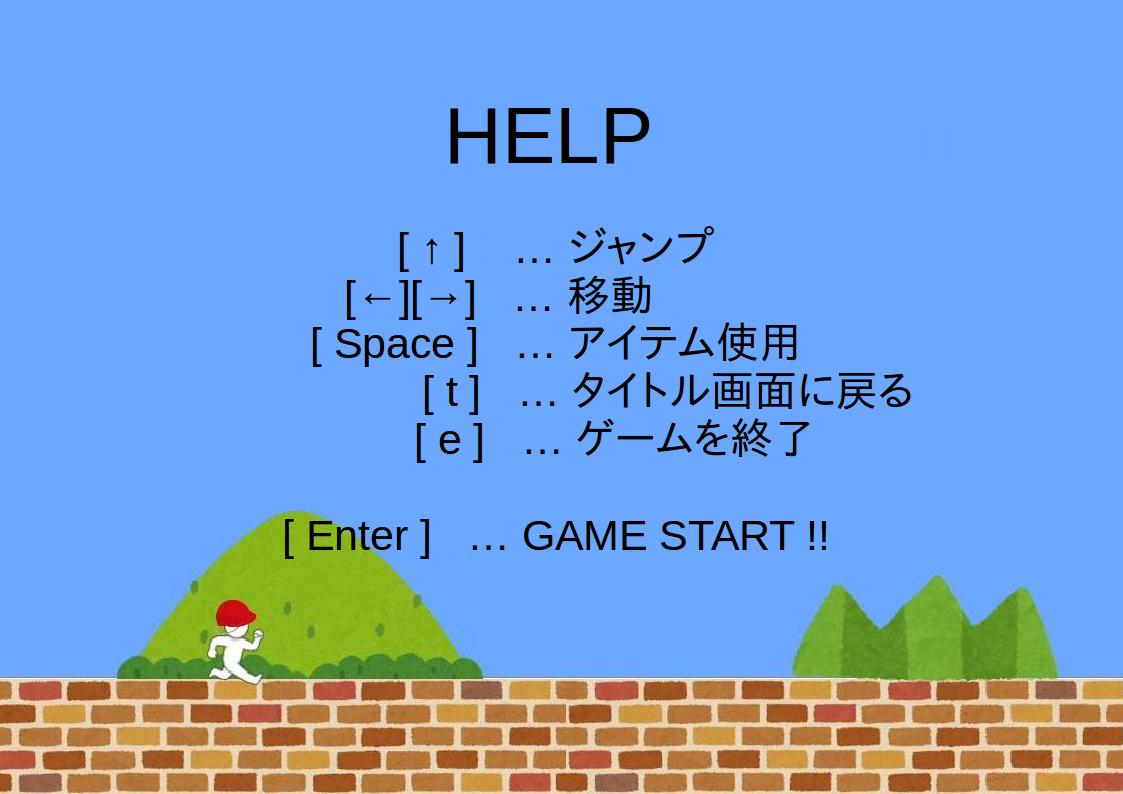 HELP
[ ↑ ] … ジャンプ
[←][→] … 移動
[ Space ] … アイテム使用
[ t ] … タイトル画面に戻る
[ e ] … ゲームを終了
[ Enter ] … GAME START !!